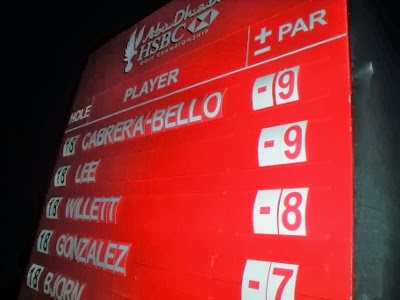 Abu Dhabi
HSBC
GOLF CHAMPIONSHIP
HOLE PLAYER ± PAR
18 CABRERA-BELLO -9
18 LEE -9
18 WILLETT -8
18 GONZALEZ -7
18 BJORN